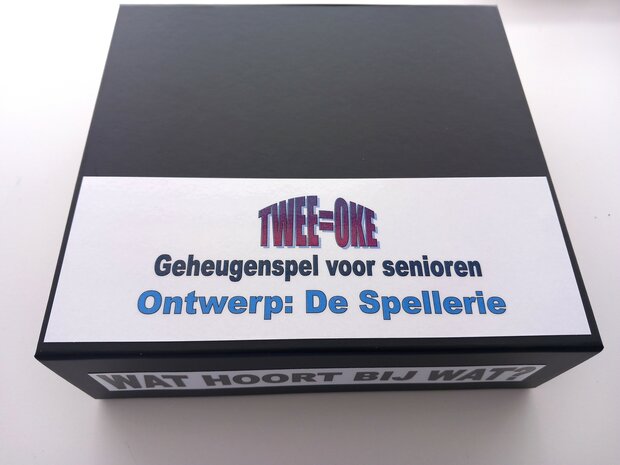 TWEE=OKE
Geheugenspel voor senioren
Ontwerp: De Spellerie
WAT HOORT BIJ WAT?